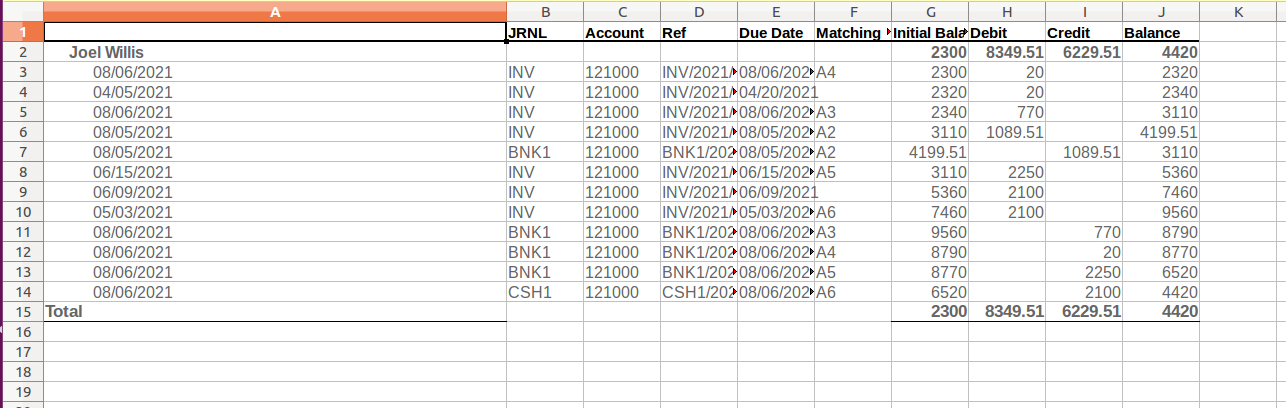 A B C D E F G H I J K
1 JRNL Account Ref Due Date Matching Initial Bala Debit Credit Balance
2 Joel Willis 2300 8349.51 6229.51 4420
3 08/06/2021 INV 121000 INV/2021/ 08/06/202 A4 2300 20 2320
4 04/05/2021 INV 121000 INV/2021/ 04/20/2021 2320 20 2340
5 08/06/2021 INV 121000 INV/2021/ 08/06/202 A3 2340 770 3110
6 08/05/2021 INV 121000 INV/2021/ 08/05/202 A2 3110 1089.51 4199.51
7 08/05/2021 BNK1 121000 BNK1/202 08/05/202 A2 4199.51 1089.51 3110
8 06/15/2021 INV 121000 INV/2021/ 06/15/202 A5 3110 2250 5360
9 06/09/2021 INV 121000 INV/2021/ 06/09/2021 5360 2100 7460
10 05/03/2021 INV 121000 INV/2021/ 05/03/202 A6 7460 2100 9560
11 08/06/2021 BNK1 121000 BNK1/202 08/06/202 A3 9560 770 8790
12 08/06/2021 BNK1 121000 BNK1/202 08/06/202 A4 8790 20 8770
13 08/06/2021 BNK1 121000 BNK1/202 08/06/202 A5 8770 2250 6520
14 08/06/2021 CSH1 121000 CSH1/202 08/06/202 A6 6520 2100 4420
15 Total 2300 8349.51 6229.51 4420
16
17
18
19